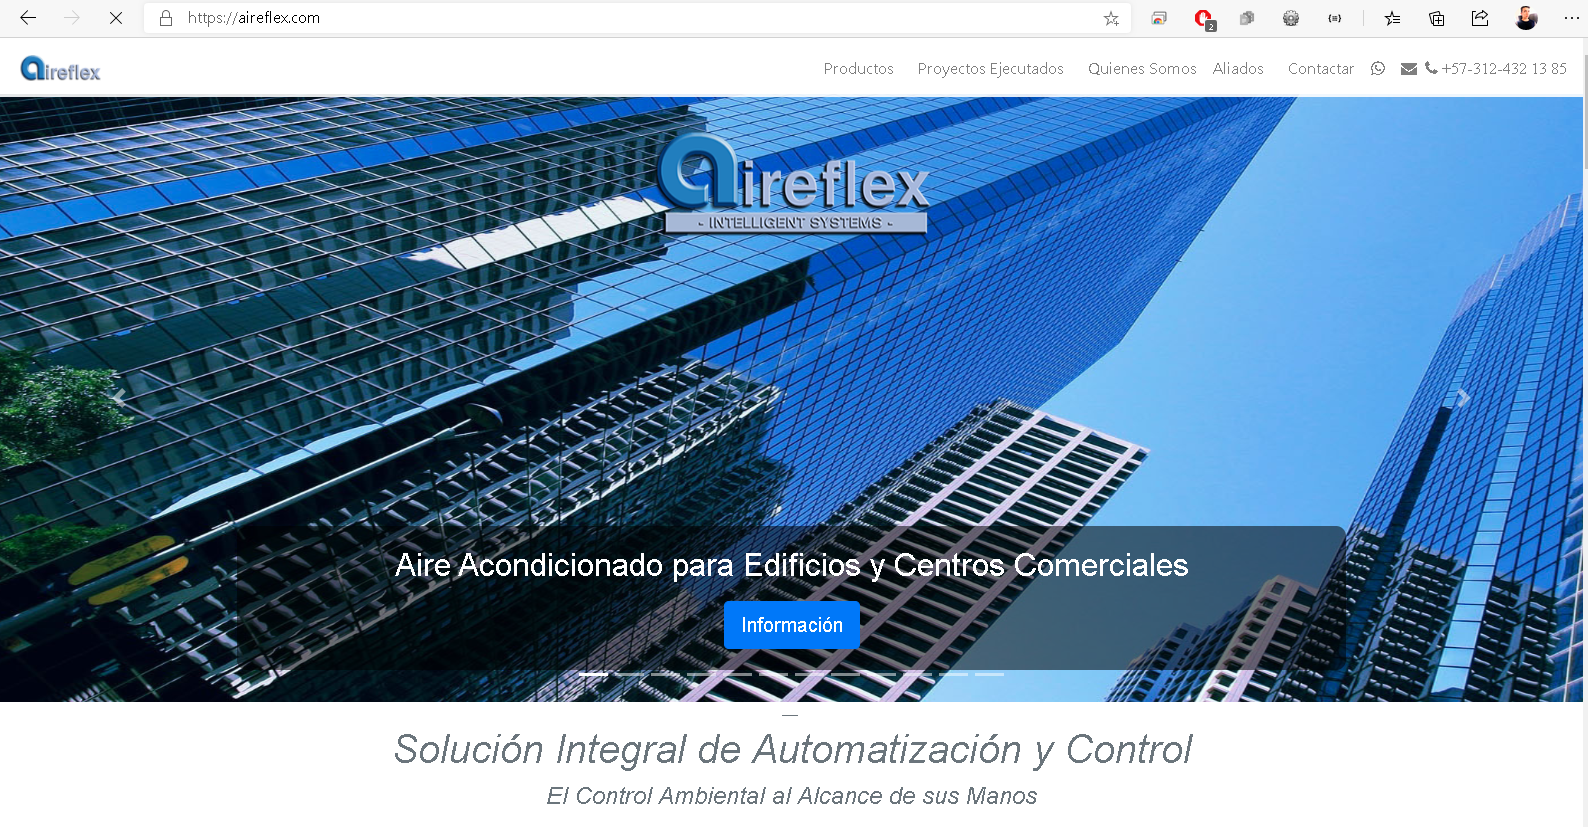 https://aireflex.com
2
aireflex
Productos Proyectos Ejecutados Quienes Somos Aliados Contactar +57-312-432 13 85
aireflex
- INTELLIGENT SYSTEMS -
Aire Acondicionado para Edificios y Centros Comerciales
Información
Solución Integral de Automatización y Control
El Control Ambiental al Alcance de sus Manos